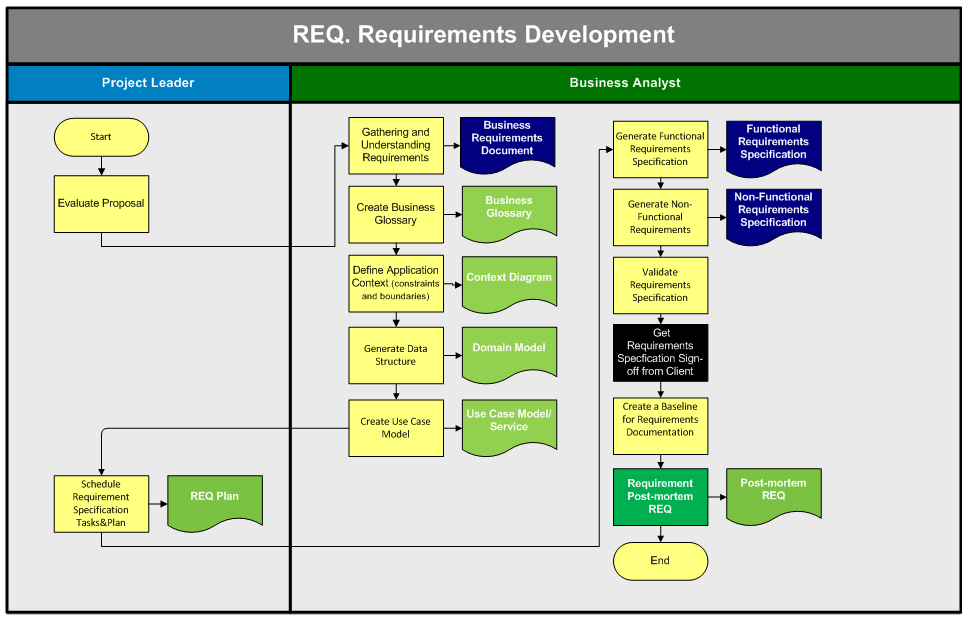 REQ. Requirements Development
Project Leader
Business Analyst
Start
Evaluate Proposal
Gathering and
Understanding
Requirements
Business
Requirements
Document
Create Business
Glossary
Business
Glossary
Define Application
Context (constraints
and boundaries)
Context Diagram
Generate Data
Structure
Domain Model
Create Use Case
Model
Use Case Model/
Service
Schedule
Requirement
Specification
Tasks&Plan
REQ Plan
Generate Functional
Requirements
Specification
Functional
Requirements
Specification
Generate Non-
Functional
Requirements
Non-Functional
Requirements
Specification
Validate
Requirements
Specification
Get
Requirements
Specfication Sign-
off from Client
Create a Baseline
for Requirements
Documentation
Requirement
Post-mortem
REQ
Post-mortem
REQ
End